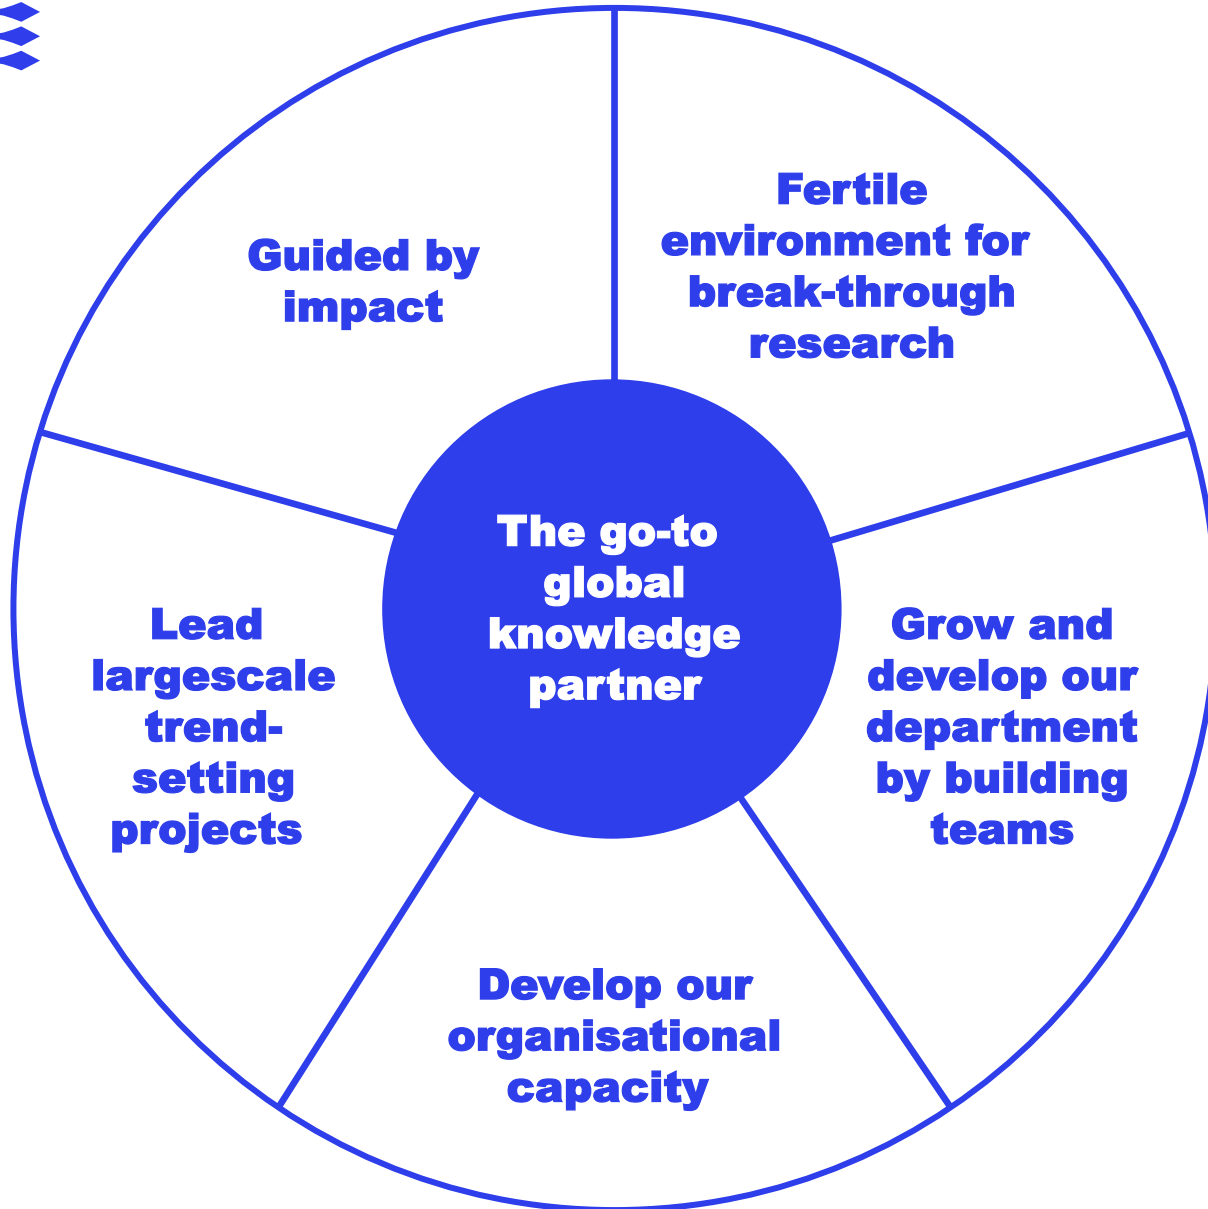 Fertile
environment for
break-through
research
Guided by
impact
The go-to
global
knowledge
partner
Lead
largescale
trend-
setting
projects
Grow and
develop our
department
by building
teams
Develop our
organisational
capacity